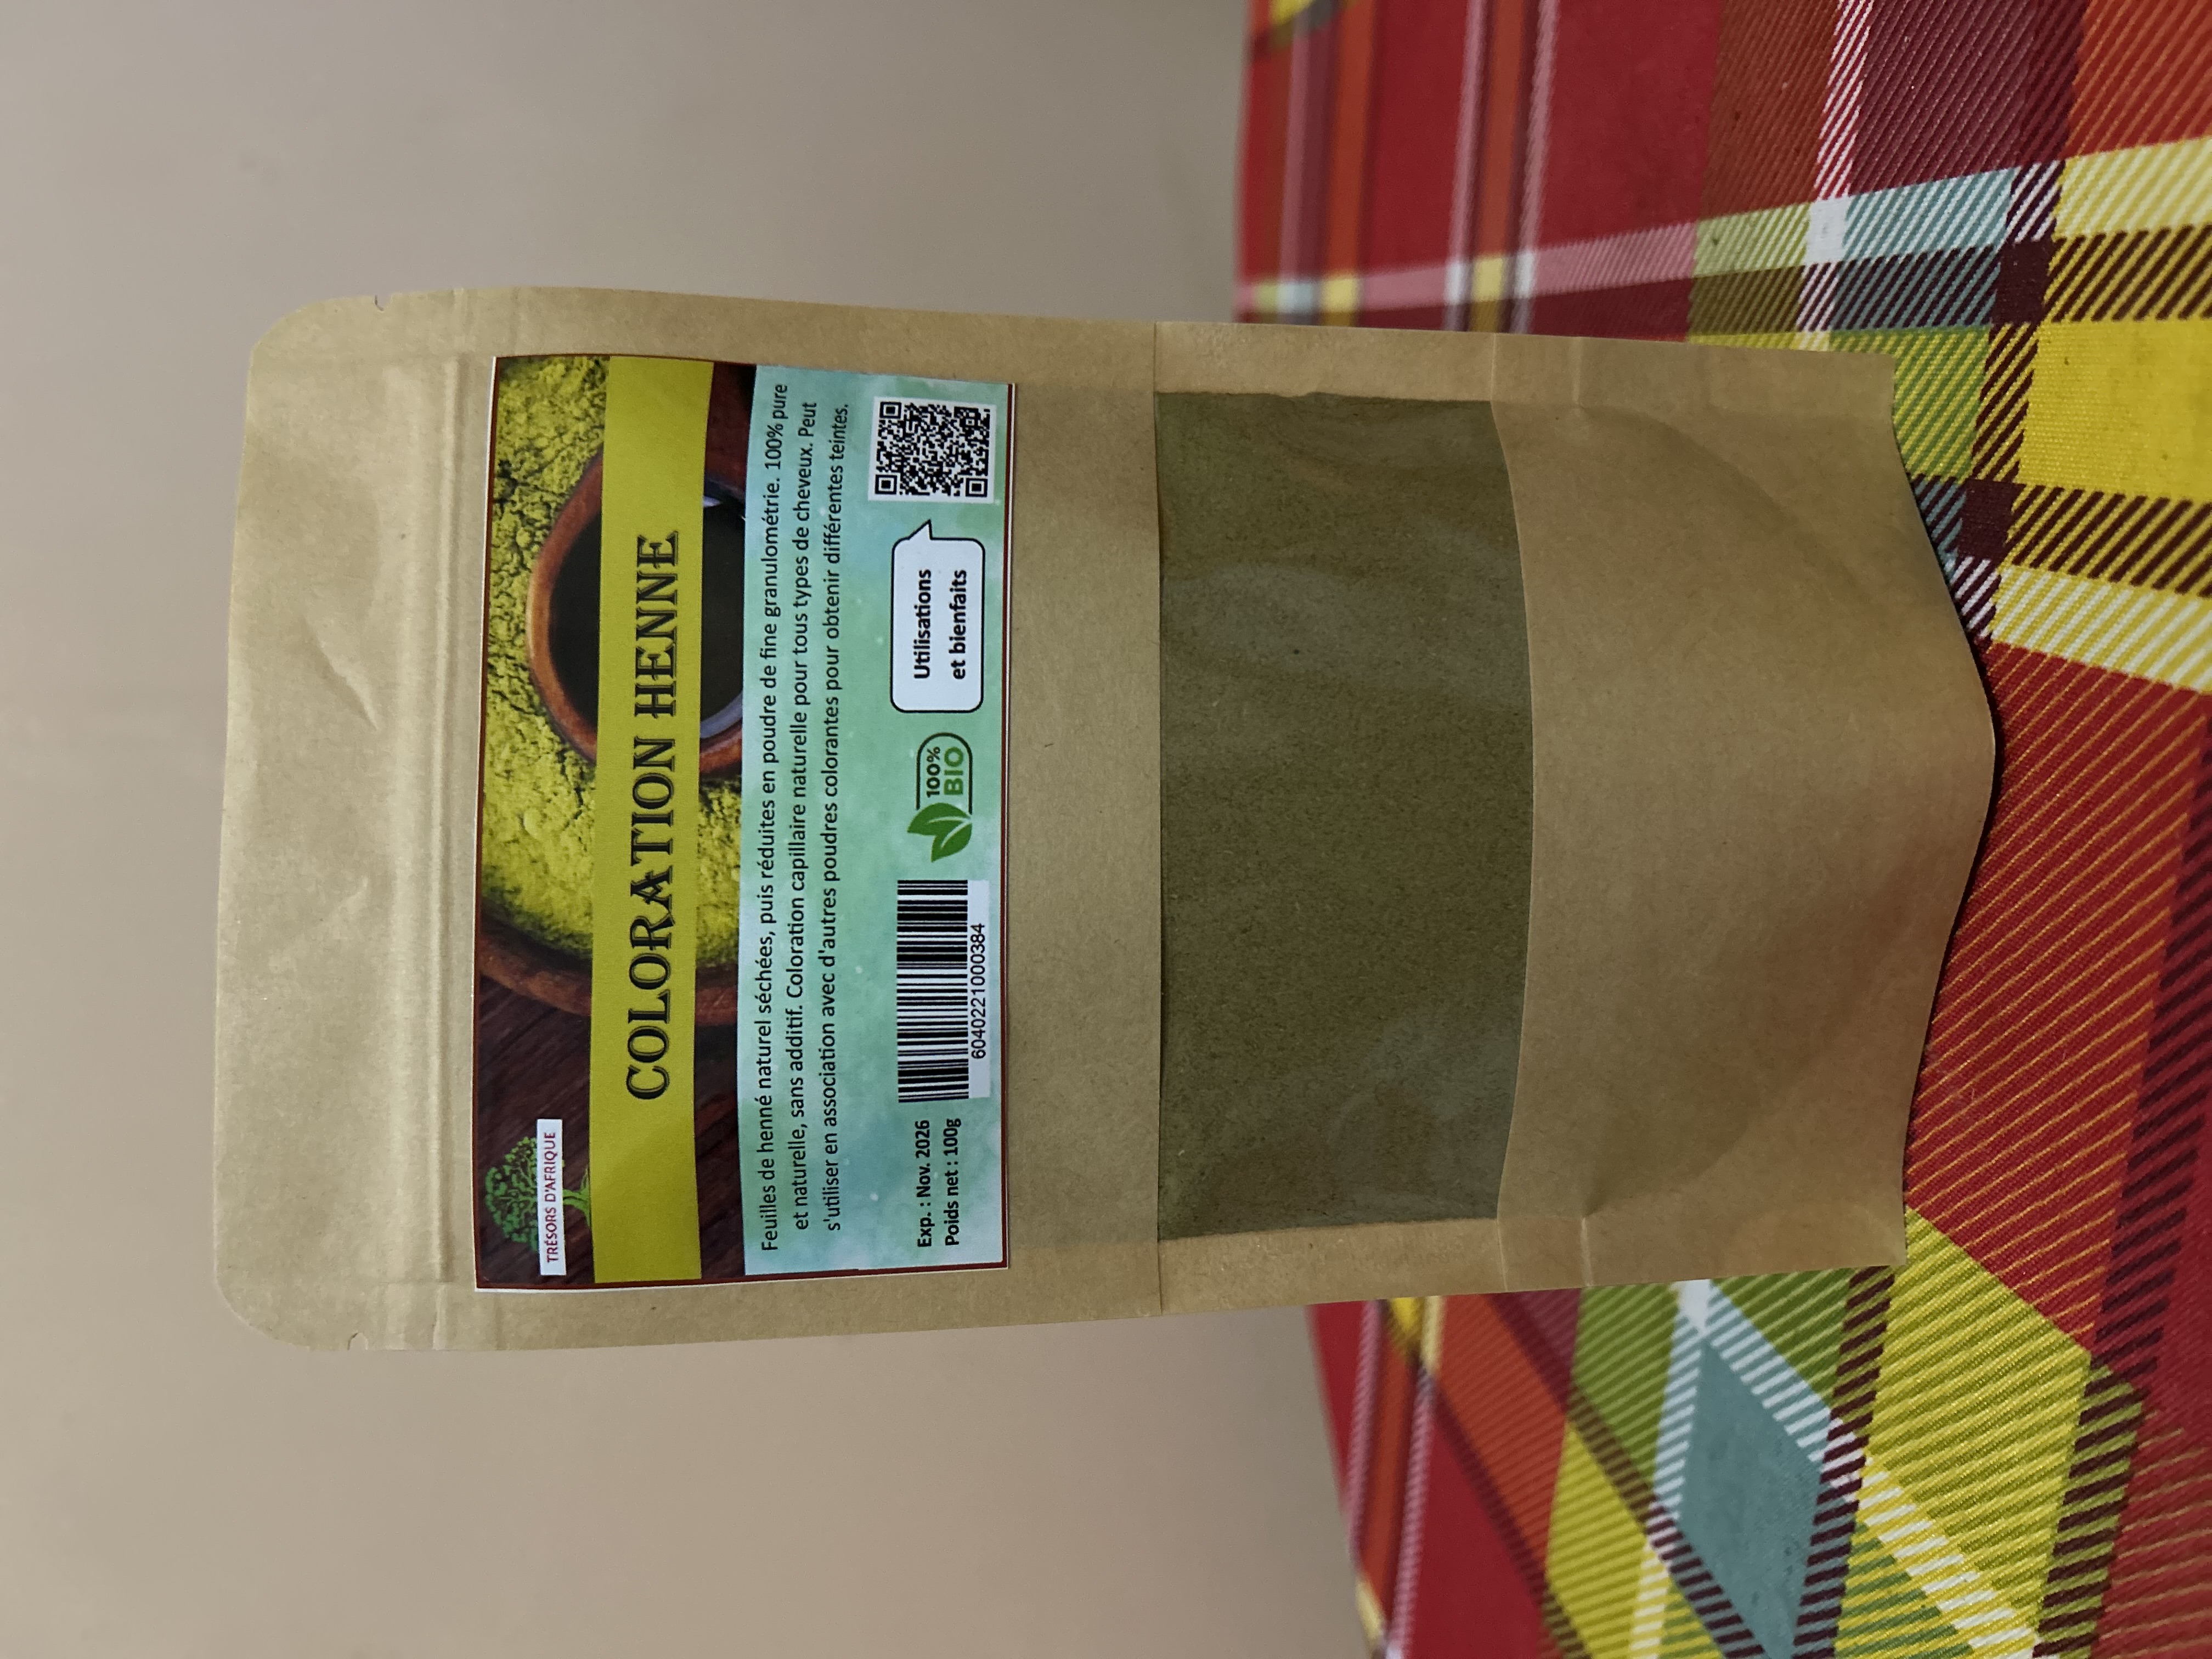 TRÉSORS D'AFRIQUE
COLORATION HENNE
Feuilles de henné naturel séchées, puis réduites en poudre de fine granulométrie. 100% pure
et naturelle, sans additif. Coloration capillaire naturelle pour tous types de cheveux. Peut
s'utiliser en association avec d'autres poudres colorantes pour obtenir différentes teintes.
Exp. : Nov. 2026
Poids net : 100g
6040221000384
100%
BIO
Utilisations
et bienfaits